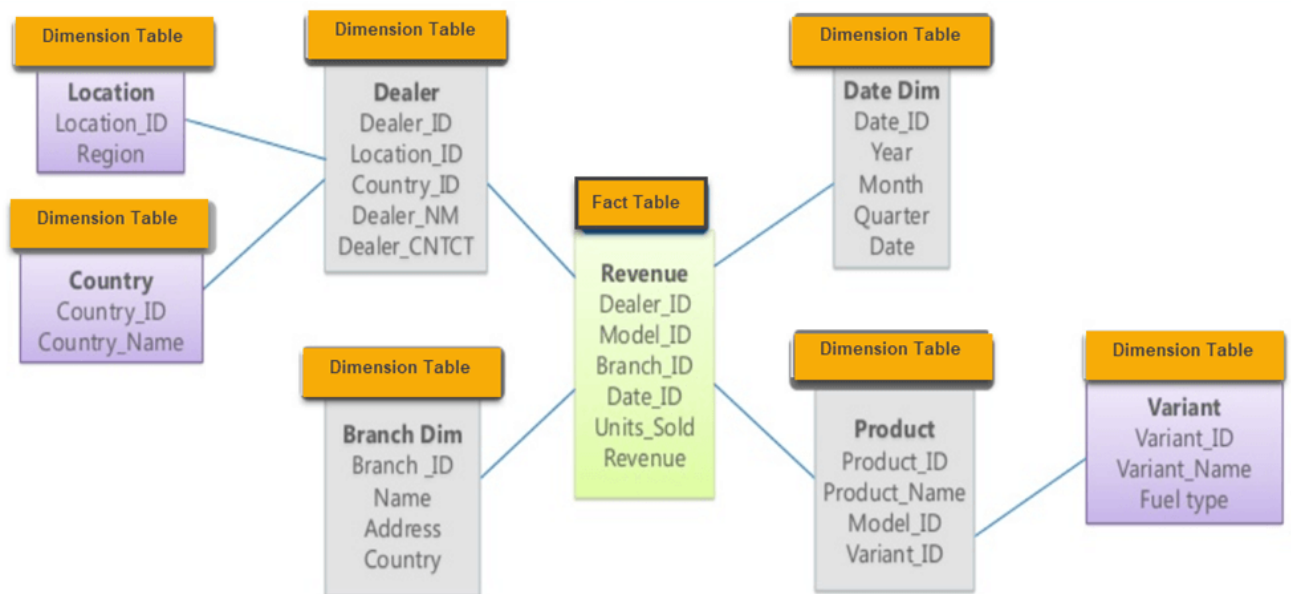 Dimension Table
Location
Location_ID
Region
Dimension Table
Country
Country_ID
Country_Name
Dimension Table
Dealer
Dealer_ID
Location_ID
Country_ID
Dealer_NM
Dealer_CNTCT
Dimension Table
Branch Dim
Branch _ID
Name
Address
Country
Fact Table
Revenue
Dealer_ID
Model_ID
Branch_ID
Date_ID
Units_Sold
Revenue
Dimension Table
Date Dim
Date_ID
Year
Month
Quarter
Date
Dimension Table
Product
Product_ID
Product_Name
Model_ID
Variant_ID
Dimension Table
Variant
Variant_ID
Variant_Name
Fuel type